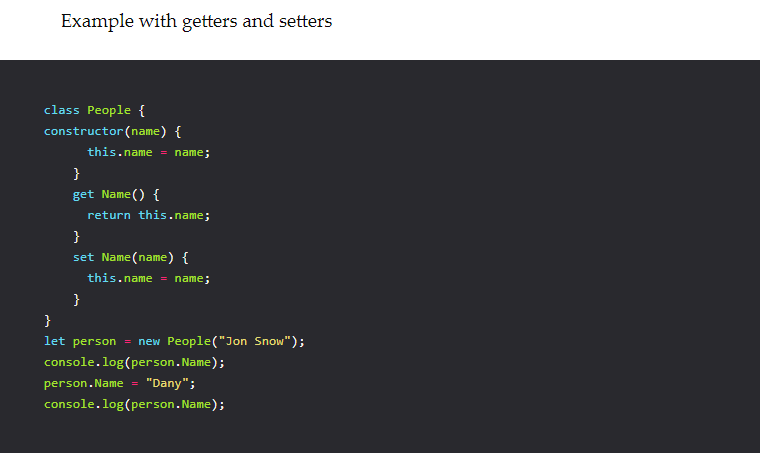 Example with getters and setters
class People {
constructor(name) {
this.name = name;
}
get Name() {
return this.name;
}
set Name(name) {
this.name = name;
}
}
let person = new People("Jon Snow");
console.log(person.Name);
person.Name = "Dany";
console.log(person.Name);